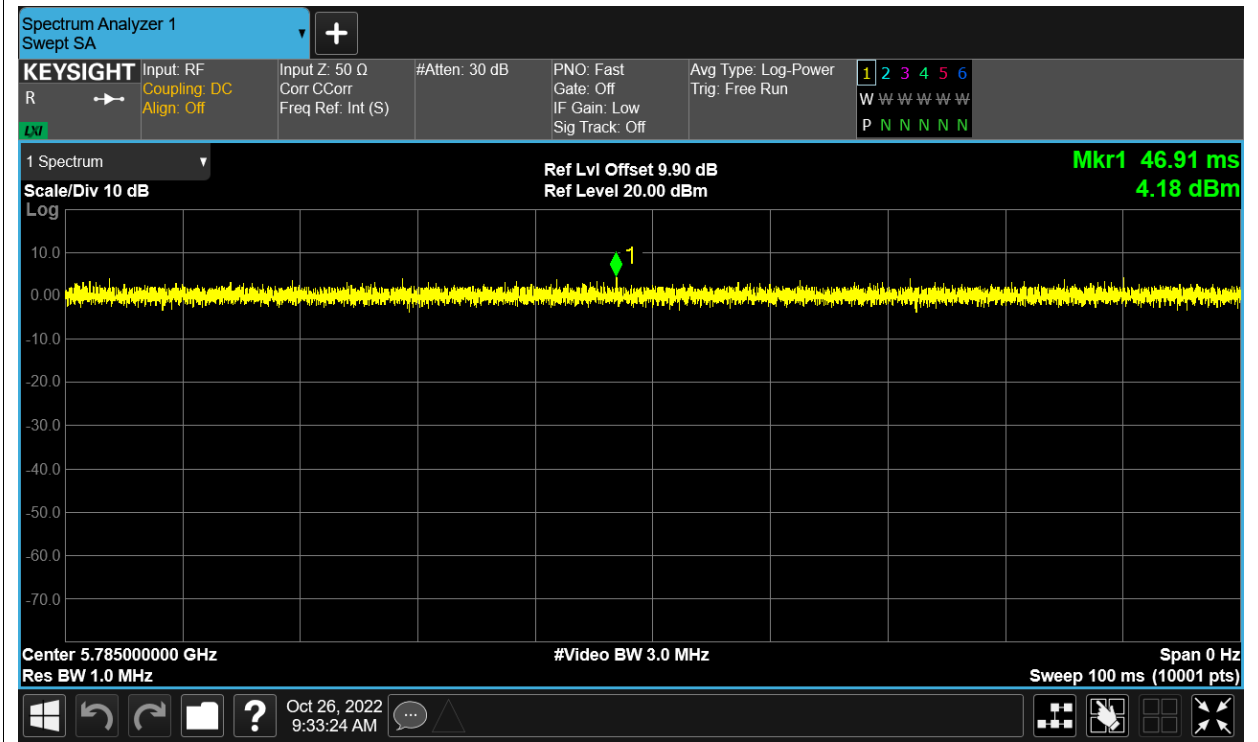 Spectrum Analyzer 1
Swept SA
+
KEYSIGHT
R
LXI
Input: RF
Coupling: DC
Align: Off
Input Z: 50 Ω
Corr CCorr
Freq Ref: Int (S)
#Atten: 30 dB
PNO: Fast
Gate: Off
IF Gain: Low
Sig Track: Off
Avg Type: Log-Power
Trig: Free Run
1 2 3 4 5 6
W W W W W W
P N N N N N
1 Spectrum
Scale/Div 10 dB
Ref Lvl Offset 9.90 dB
Ref Level 20.00 dBm
Mkr1 46.91 ms
4.18 dBm
Log
10.0
0.00
-10.0
-20.0
-30.0
-40.0
-50.0
-60.0
-70.0
1
Center 5.785000000 GHz
Res BW 1.0 MHz
#Video BW 3.0 MHz
Span 0 Hz
Sweep 100 ms (10001 pts)
?
Oct 26, 2022
9:33:24 AM